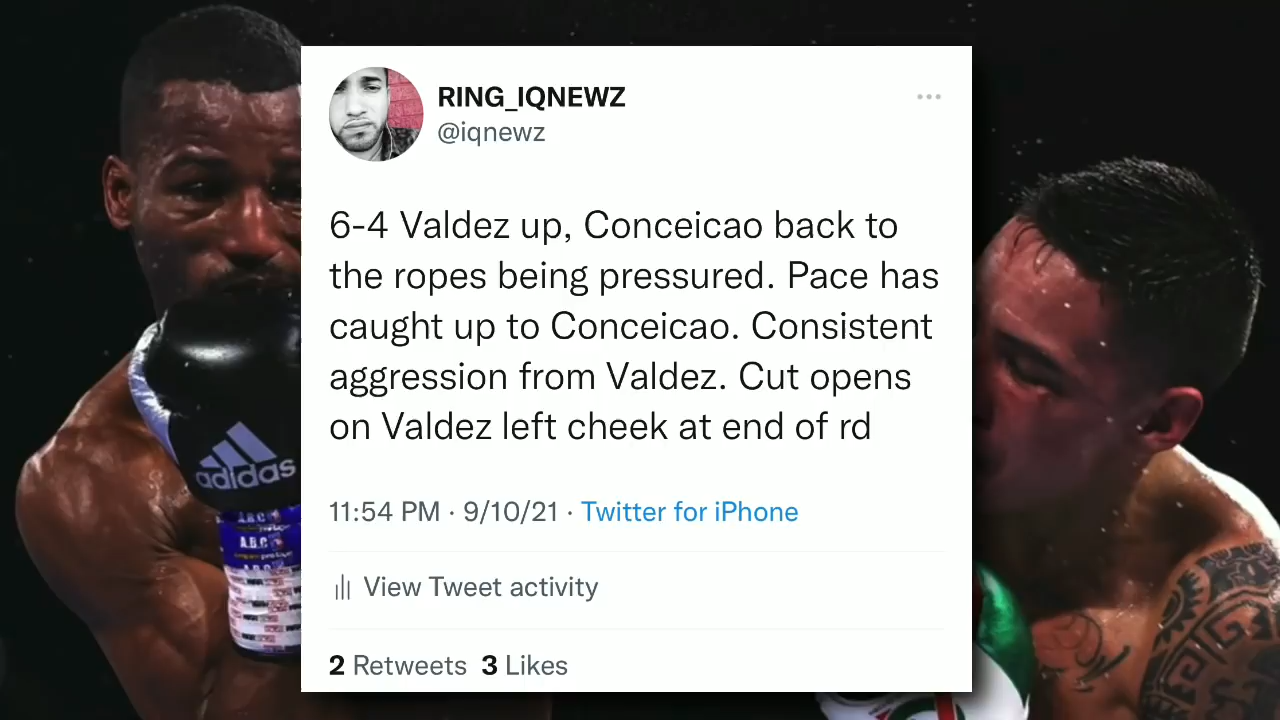 RING_IQNEWZ
@iqnewz
6-4 Valdez up, Conceicao back to
the ropes being pressured. Pace has
caught up to Conceicao. Consistent
aggression from Valdez. Cut opens
on Valdez left cheek at end of rd
11:54 PM · 9/10/21 · Twitter for iPhone
View Tweet activity
2 Retweets 3 Likes
adidas
A.B.C
A.B.C
A.B.C